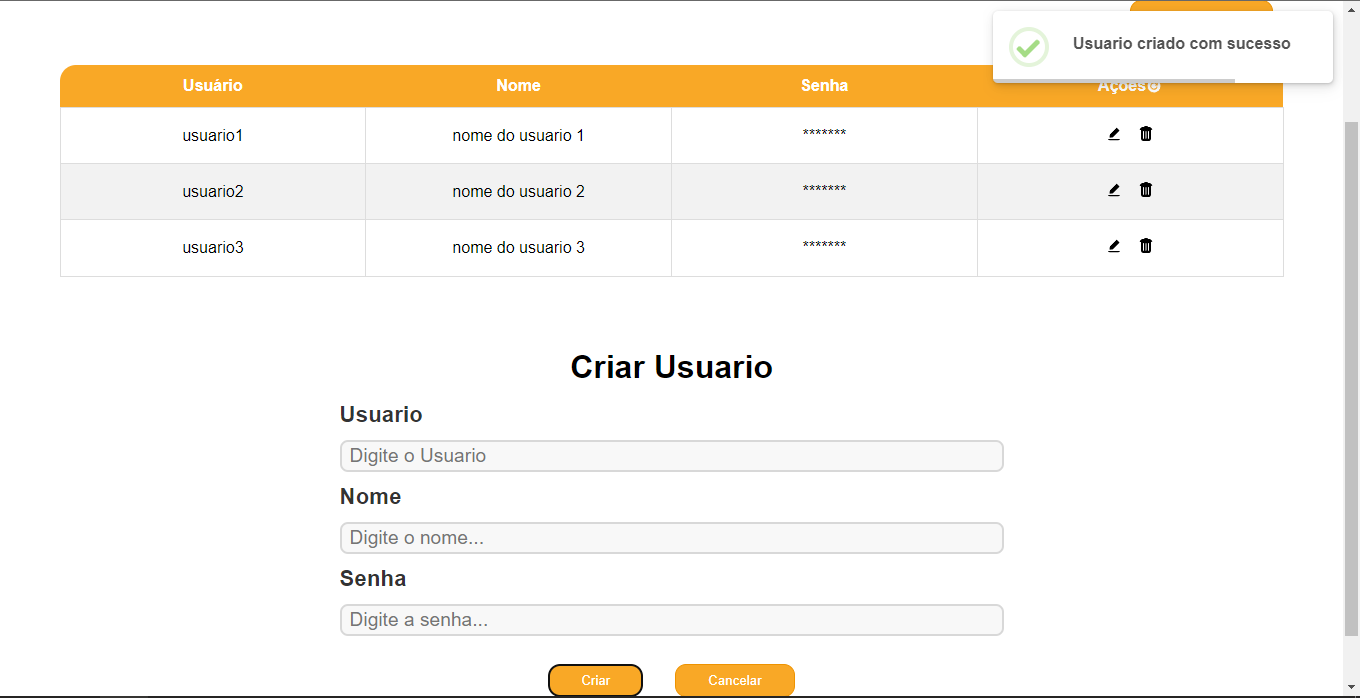 Usuario criado com sucesso
Usuário Nome Senha Ações
usuario1 nome do usuario 1 *******
usuario2 nome do usuario 2 *******
usuario3 nome do usuario 3 *******
Criar Usuario
Usuario
Digite o Usuario
Nome
Digite o nome...
Senha
Digite a senha...
Criar Cancelar